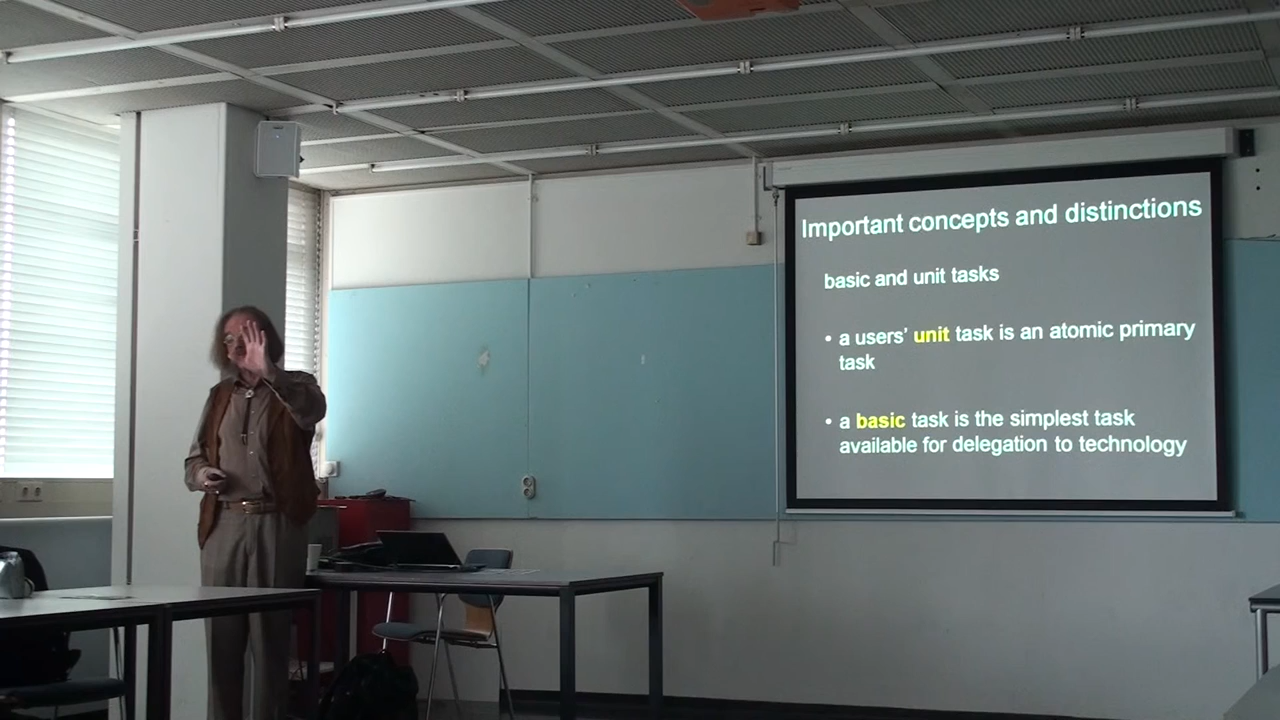 Important concepts and distinctions
basic and unit tasks
• a users’ unit task is an atomic primary
task
• a basic task is the simplest task
available for delegation to technology